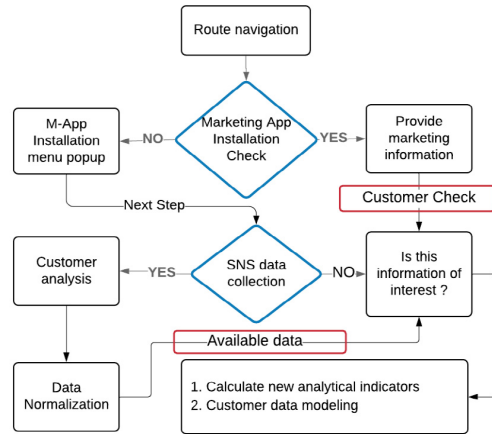 Route navigation
Marketing App
Installation
Check
NO
YES
M-App
Installation
menu popup
Provide
marketing
information
Customer Check
Next Step
SNS data
collection
YES
NO
Customer
analysis
Is this
information of
interest ?
Available data
Data
Normalization
1. Calculate new analytical indicators
2. Customer data modeling